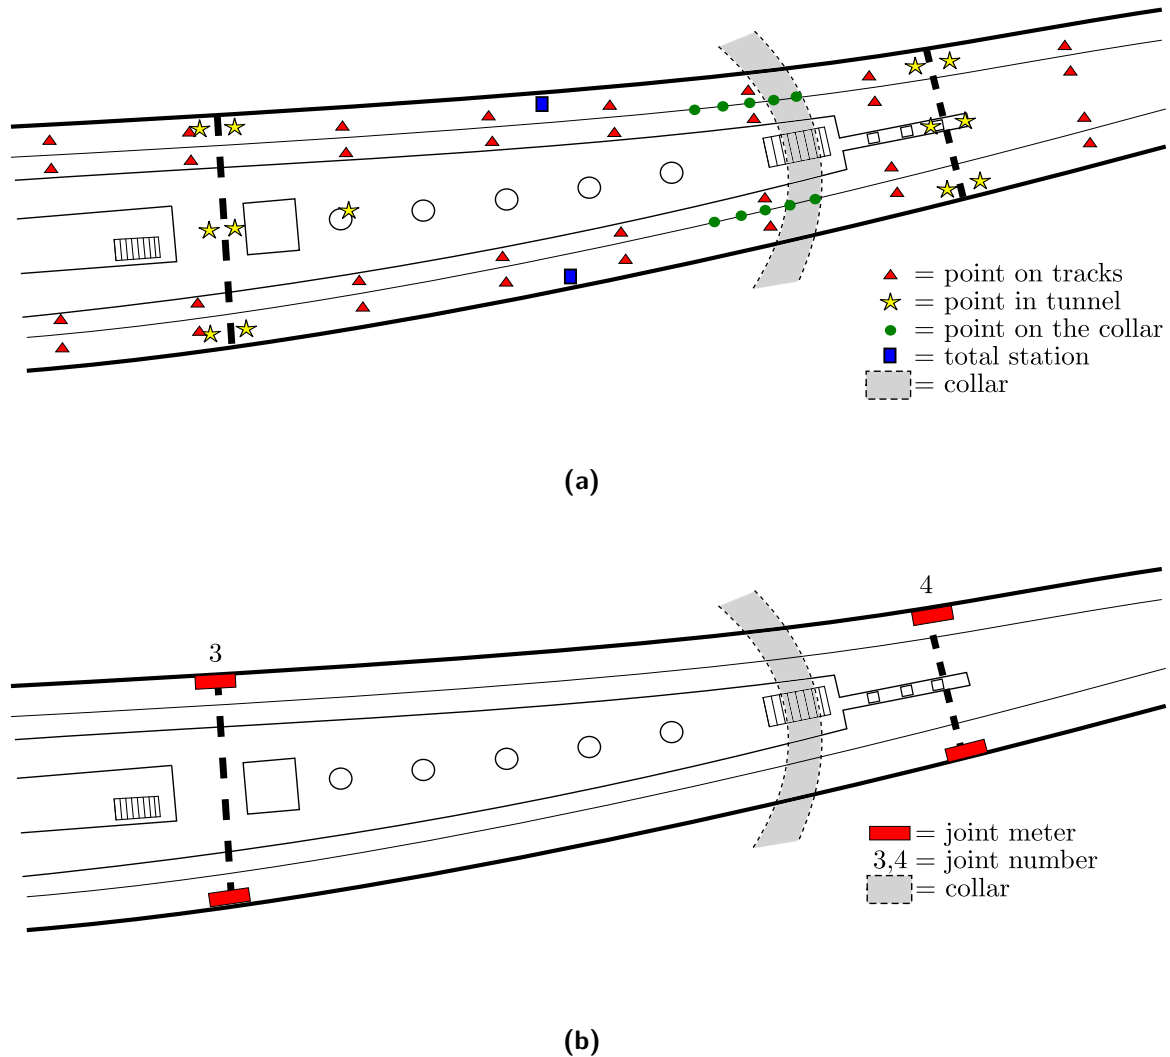 = point on tracks
= point in tunnel
= point on the collar
= total station
= collar
(a)
4
3
= joint meter
3,4 = joint number
= collar
(b)